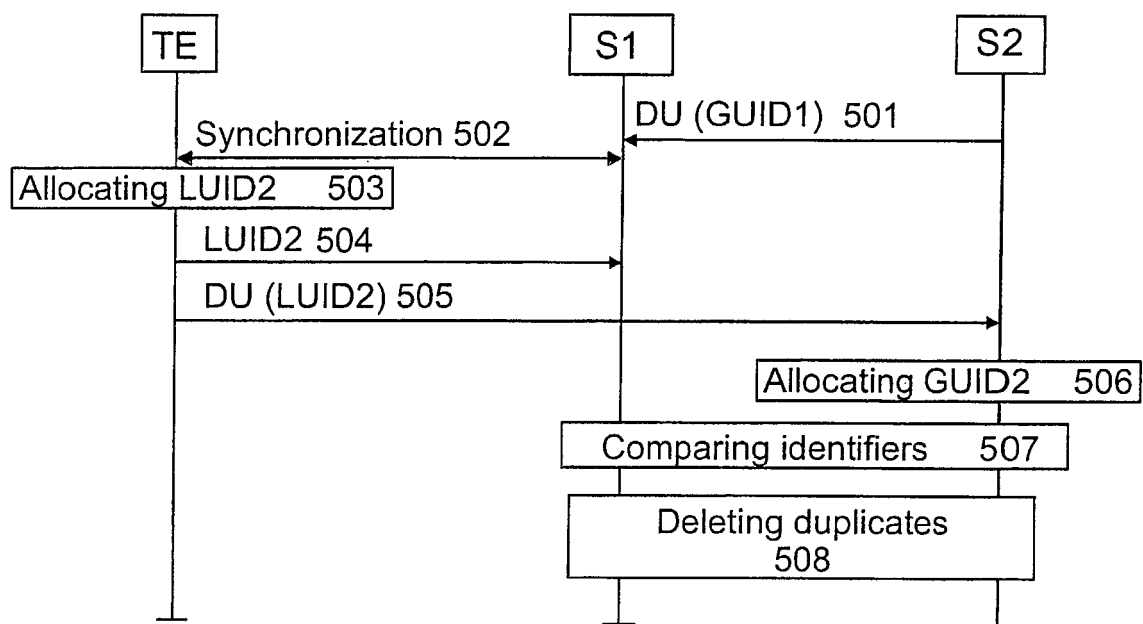 TE
S1
S2
DU (GUID1) 501
Synchronization 502
Allocating LUID2 503
LUID2 504
DU (LUID2) 505
Allocating GUID2 506
Comparing identifiers 507
Deleting duplicates
508